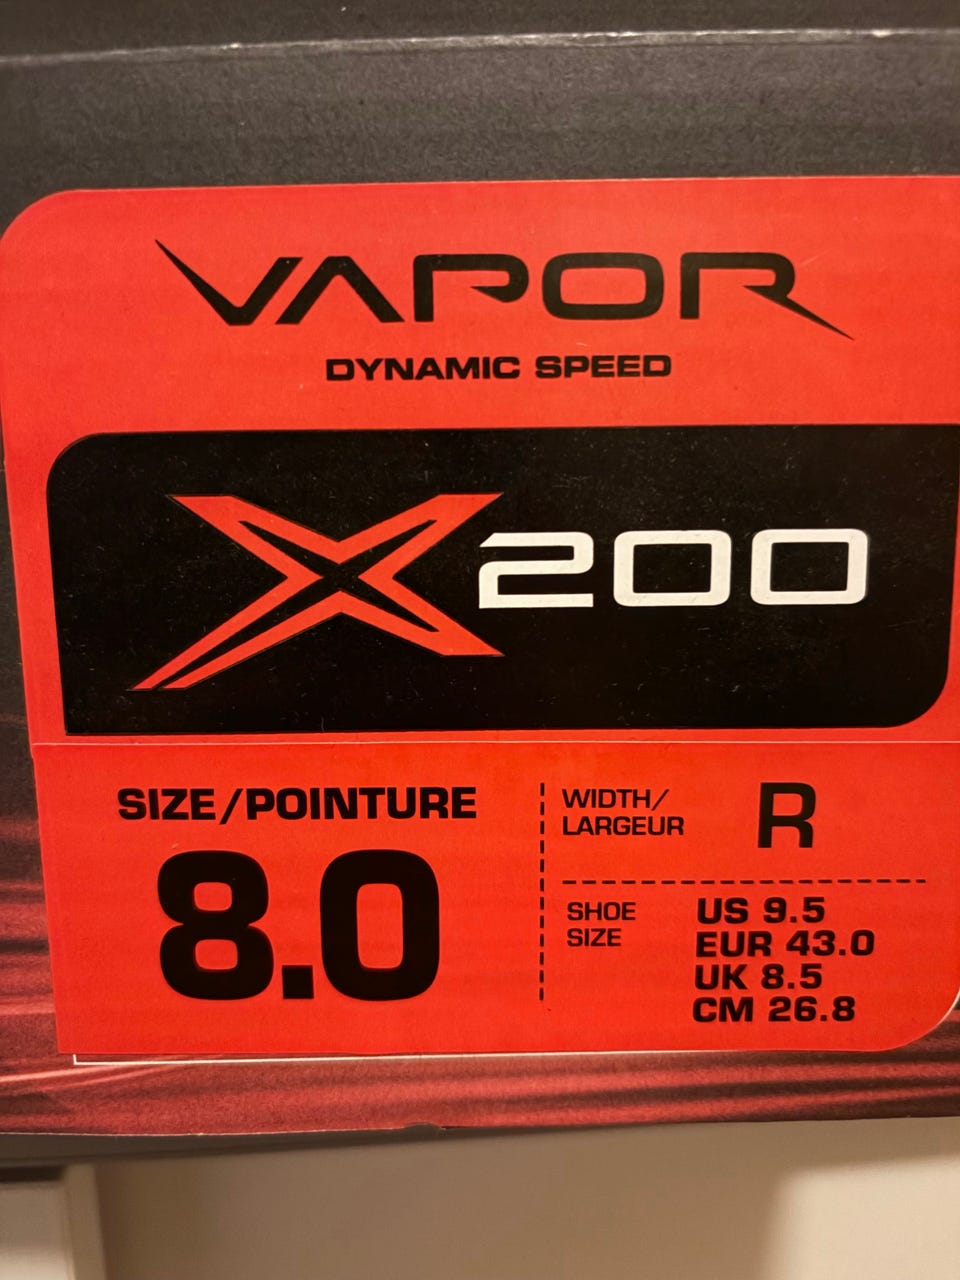 VAPOR
DYNAMIC SPEED
X200
SIZE/POINTURE
8.0
WIDTH/
LARGEUR
R
SHOE
SIZE
US 9.5
EUR 43.0
UK 8.5
CM 26.8